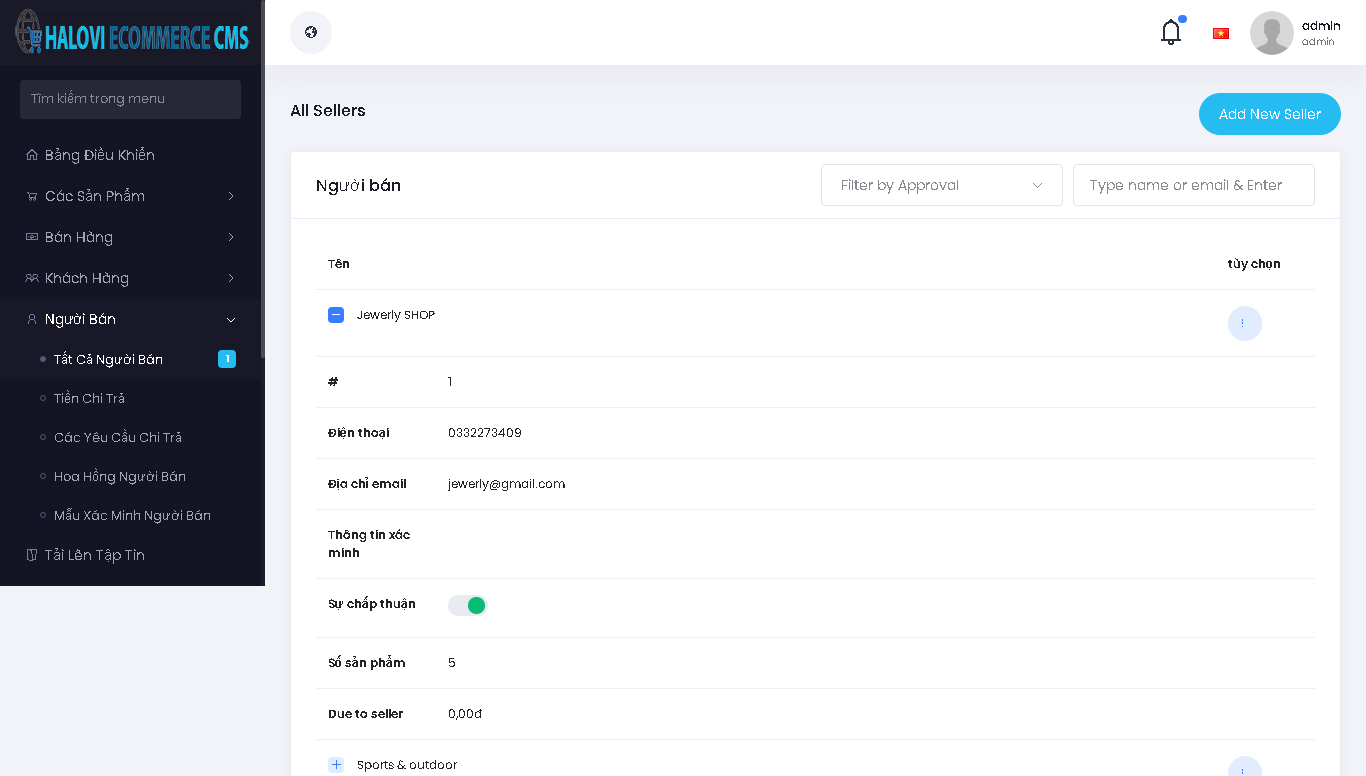 HALOVI ECOMMERCE CMS
admin
admin
Tìm kiếm trong menu
All Sellers
Add New Seller
Bảng Điều Khiển
Các Sản Phẩm
Bán Hàng
Khách Hàng
Người Bán
Tất Cả Người Bán 1
Tiền Chi Trả
Các Yêu Cầu Chi Trả
Hoa Hồng Người Bán
Mẫu Xác Minh Người Bán
Tải Lên Tập Tin
Người bán
Filter by Approval
Type name or email & Enter
Tên tùy chọn
Jewerly SHOP
# 1
Điện thoại 0332273409
Địa chỉ email jewerly@gmail.com
Thông tin xác
minh
Sự chấp thuận
Số sản phẩm 5
Due to seller 0,00đ
Sports & outdoor